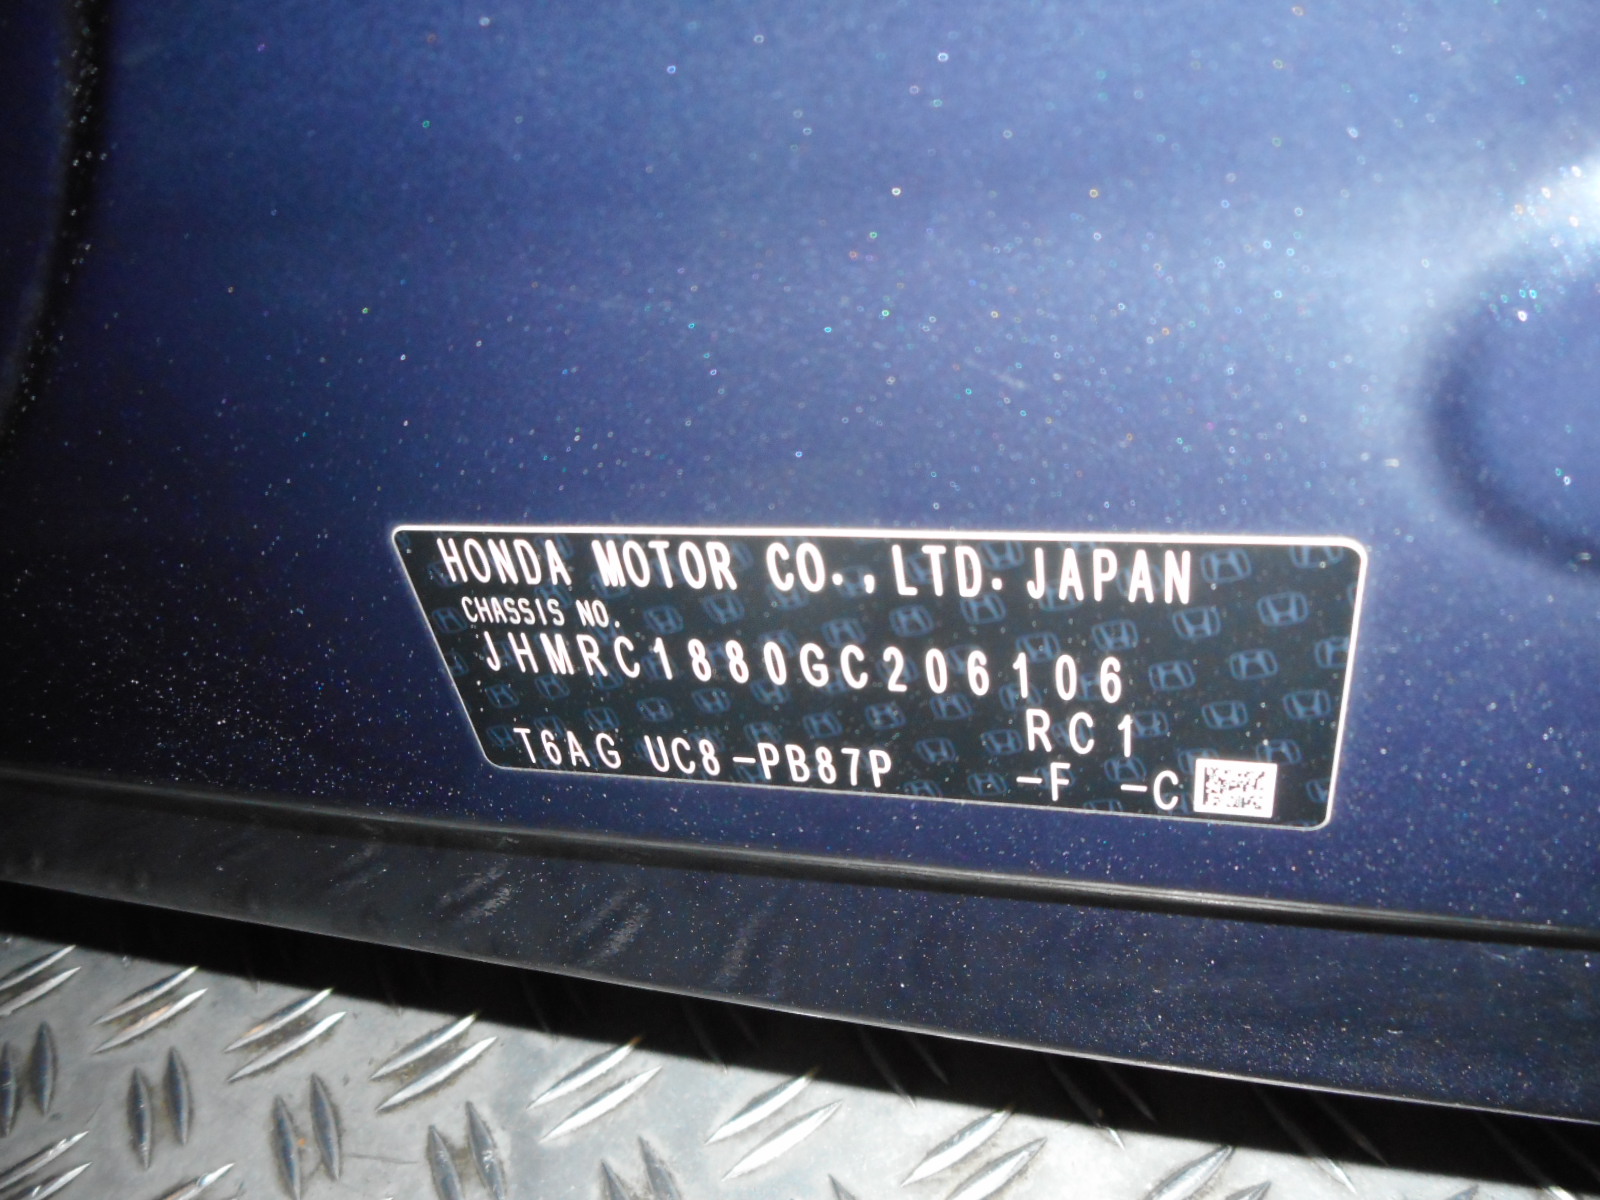 HONDA MOTOR CO.,LTD.JAPAN
CHASSIS NO.
JHMRC1880GC206106
RC1
T6AG UC8-PB87P -F -C